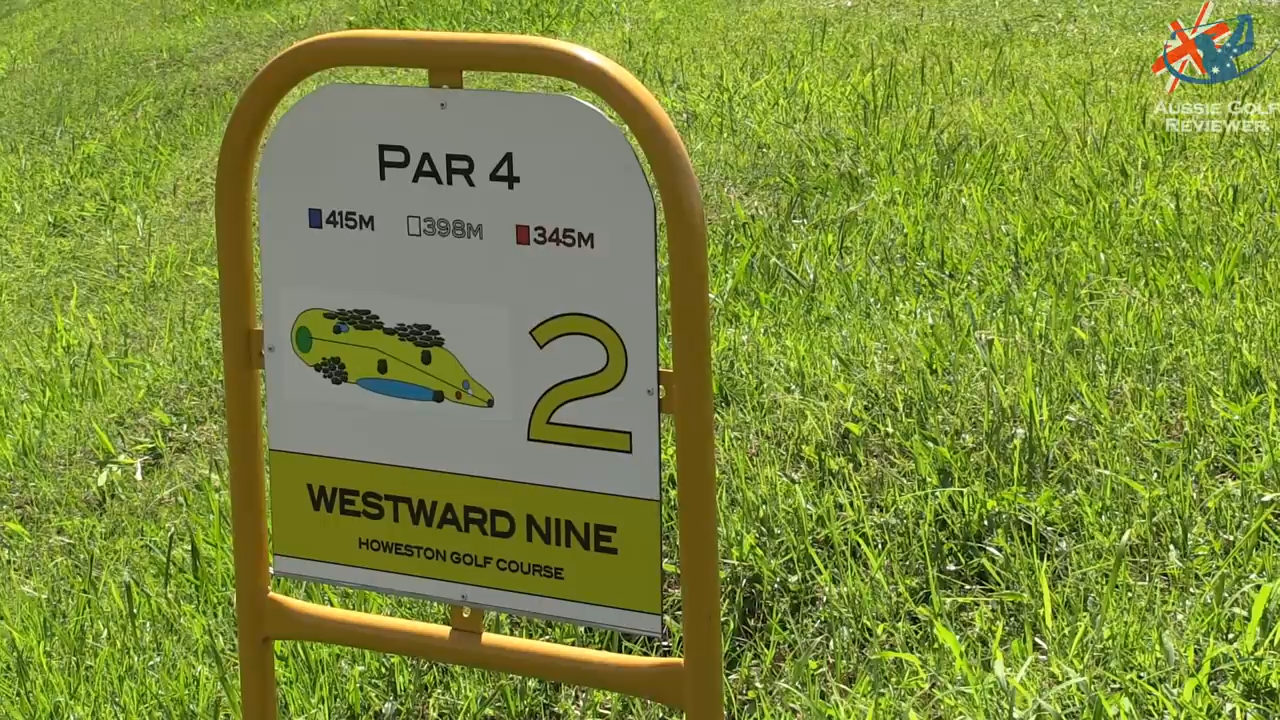 PAR 4
415M 398M 345M
2
WESTWARD NINE
HOWESTON GOLF COURSE
AUSSIE GOLF
REVIEWER